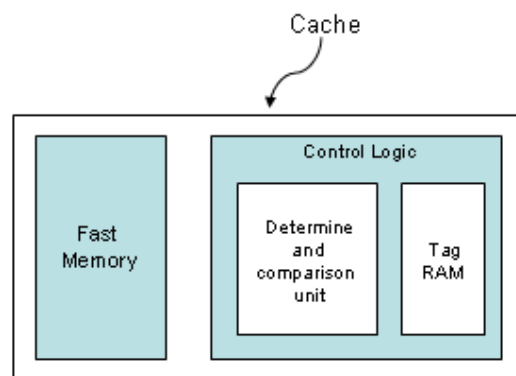 Cache
Fast
Memory
Control Logic
Determine
and
comparison
unit
Tag
RAM